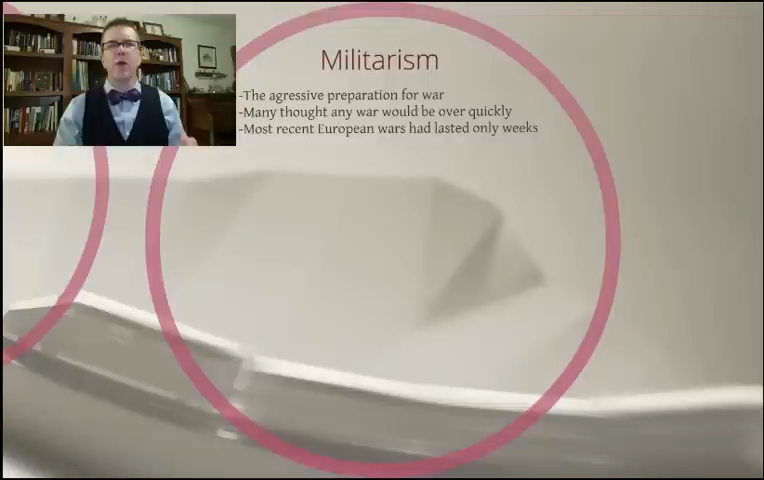 Militarism
-The agressive preparation for war
-Many thought any war would be over quickly
-Most recent European wars had lasted only weeks